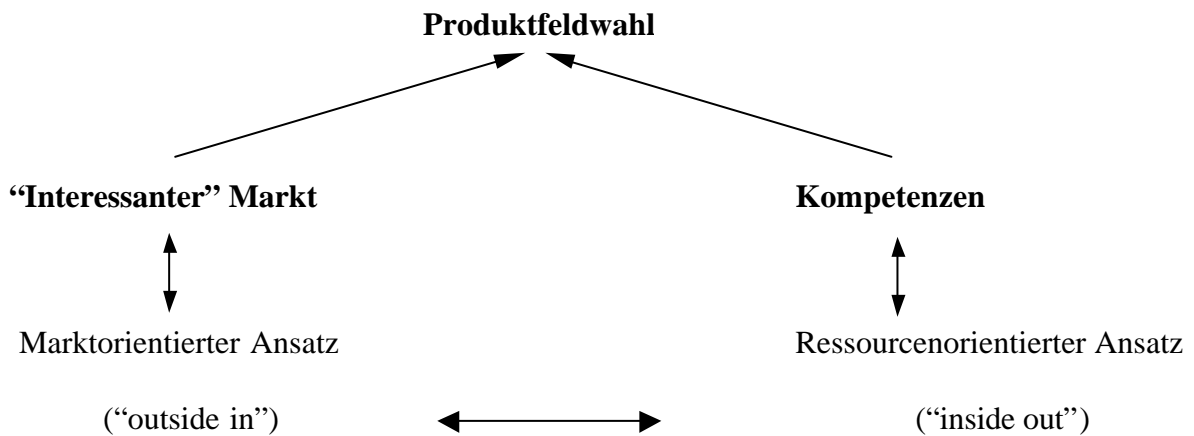 Produktfeldwahl
“Interessanter” Markt Kompetenzen
Marktorientierter Ansatz Ressourcenorientierter Ansatz
(“outside in”) (“inside out”)